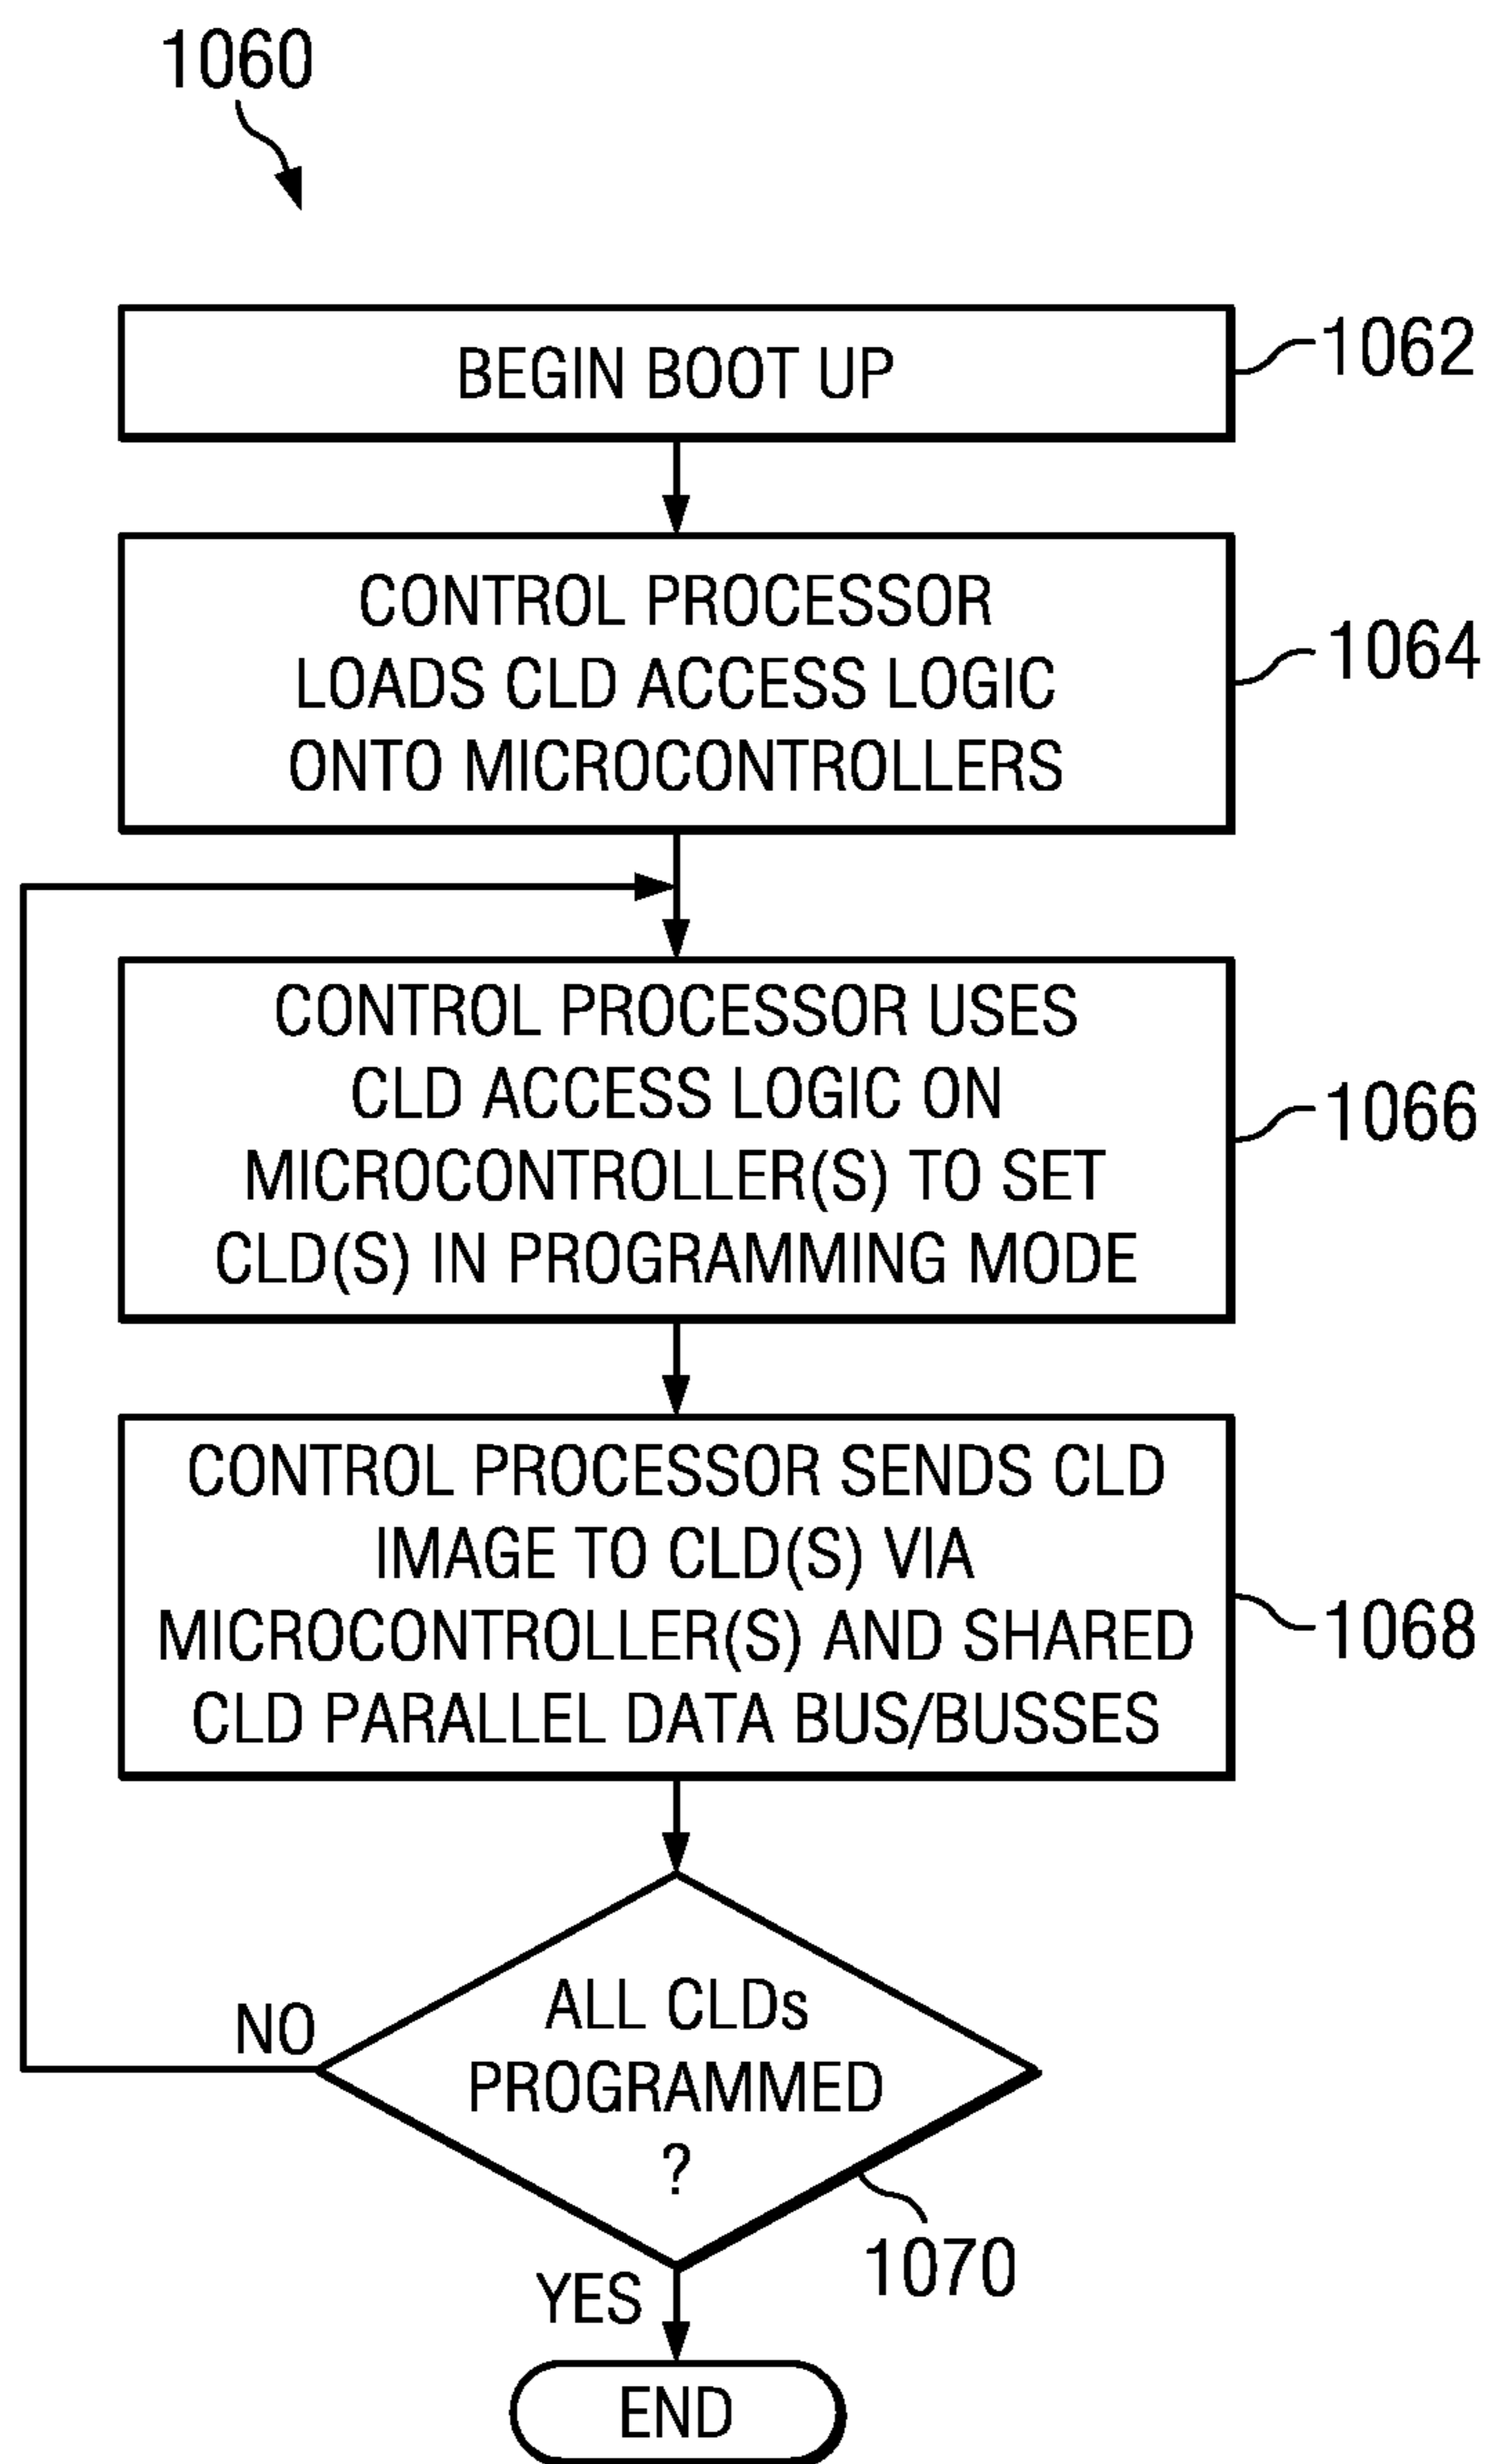 1060
BEGIN BOOT UP
1062
CONTROL PROCESSOR
LOADS CLD ACCESS LOGIC
ONTO MICROCONTROLLERS
1064
CONTROL PROCESSOR USES
CLD ACCESS LOGIC ON
MICROCONTROLLER(S) TO SET
CLD(S) IN PROGRAMMING MODE
1066
CONTROL PROCESSOR SENDS CLD
IMAGE TO CLD(S) VIA
MICROCONTROLLER(S) AND SHARED
CLD PARALLEL DATA BUS/BUSSES
1068
ALL CLDs
PROGRAMMED
?
NO
1070
YES
END